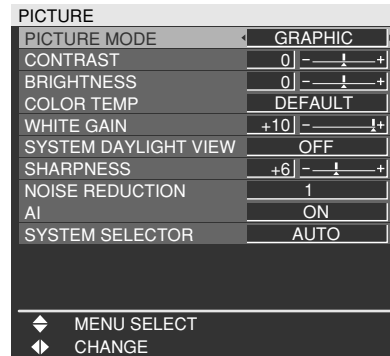 PICTURE
PICTURE MODE GRAPHIC
CONTRAST 0 - +
BRIGHTNESS 0 - +
COLOR TEMP DEFAULT
WHITE GAIN +10 - +
SYSTEM DAYLIGHT VIEW OFF
SHARPNESS +6 - +
NOISE REDUCTION 1
AI ON
SYSTEM SELECTOR AUTO
MENU SELECT
CHANGE